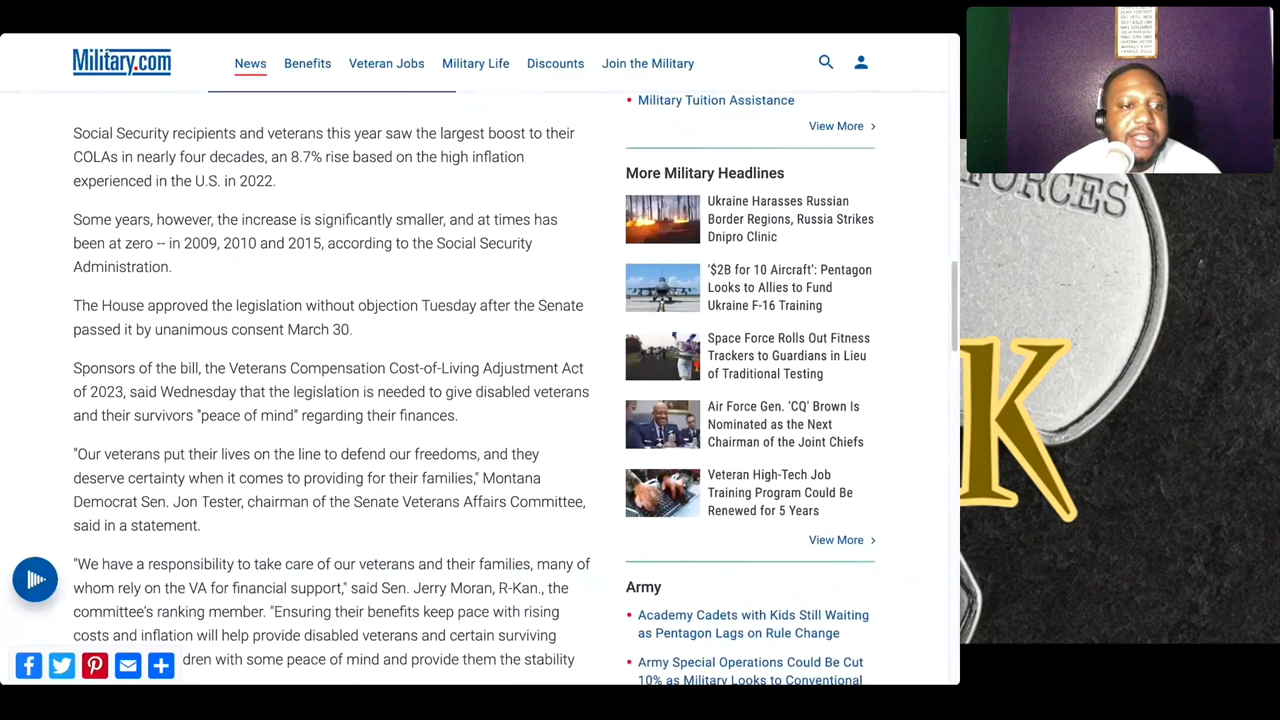 Military.com
News
Benefits
Veteran Jobs
Military Life
Discounts
Join the Military
Social Security recipients and veterans this year saw the largest boost to their
COLAs in nearly four decades, an 8.7% rise based on the high inflation
experienced in the U.S. in 2022.
Some years, however, the increase is significantly smaller, and at times has
been at zero -- in 2009, 2010 and 2015, according to the Social Security
Administration.
The House approved the legislation without objection Tuesday after the Senate
passed it by unanimous consent March 30.
Sponsors of the bill, the Veterans Compensation Cost-of-Living Adjustment Act
of 2023, said Wednesday that the legislation is needed to give disabled veterans
and their survivors "peace of mind" regarding their finances.
"Our veterans put their lives on the line to defend our freedoms, and they
deserve certainty when it comes to providing for their families," Montana
Democrat Sen. Jon Tester, chairman of the Senate Veterans Affairs Committee,
said in a statement.
"We have a responsibility to take care of our veterans and their families, many of
whom rely on the VA for financial support," said Sen. Jerry Moran, R-Kan., the
committee's ranking member. "Ensuring their benefits keep pace with rising
costs and inflation will help provide disabled veterans and certain surviving
dren with some peace of mind and provide them the stability
Military Tuition Assistance
View More
More Military Headlines
Ukraine Harasses Russian
Border Regions, Russia Strikes
Dnipro Clinic
'$2B for 10 Aircraft': Pentagon
Looks to Allies to Fund
Ukraine F-16 Training
Space Force Rolls Out Fitness
Trackers to Guardians in Lieu
of Traditional Testing
Air Force Gen. 'CQ' Brown Is
Nominated as the Next
Chairman of the Joint Chiefs
Veteran High-Tech Job
Training Program Could Be
Renewed for 5 Years
View More
Army
Academy Cadets with Kids Still Waiting
as Pentagon Lags on Rule Change
Army Special Operations Could Be Cut
10% as Military Looks to Conventional
FORCES
K